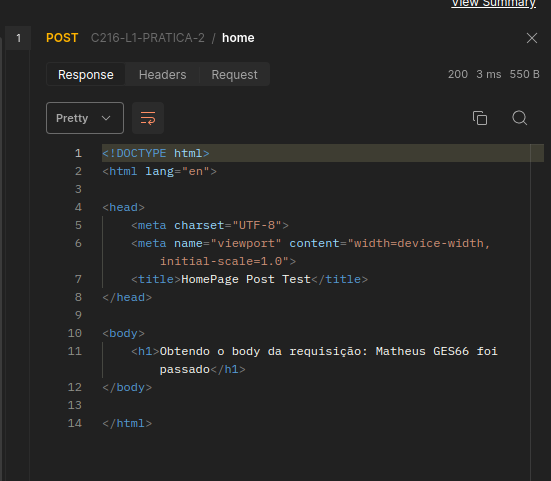 View Summary
1 POST C216-L1-PRATICA-2 / home
Response Headers Request 200 3 ms 550 B
Pretty
1 <!DOCTYPE html>
2 <html lang="en">
3
4 <head>
5 <meta charset="UTF-8">
6 <meta name="viewport" content="width=device-width,
initial-scale=1.0">
7 <title>HomePage Post Test</title>
8 </head>
9
10 <body>
11 <h1>Obtendo o body da requisição: Matheus GES66 foi
passado</h1>
12 </body>
13
14 </html>